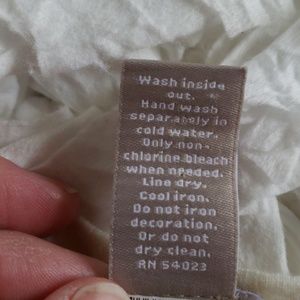 Wash inside
out.
Hand wash
separately in
cold water.
Only non-
chlorine bleach
when needed.
Line dry.
Cool iron.
Do not iron
decoration.
Or do not
dry clean.
RN 54023